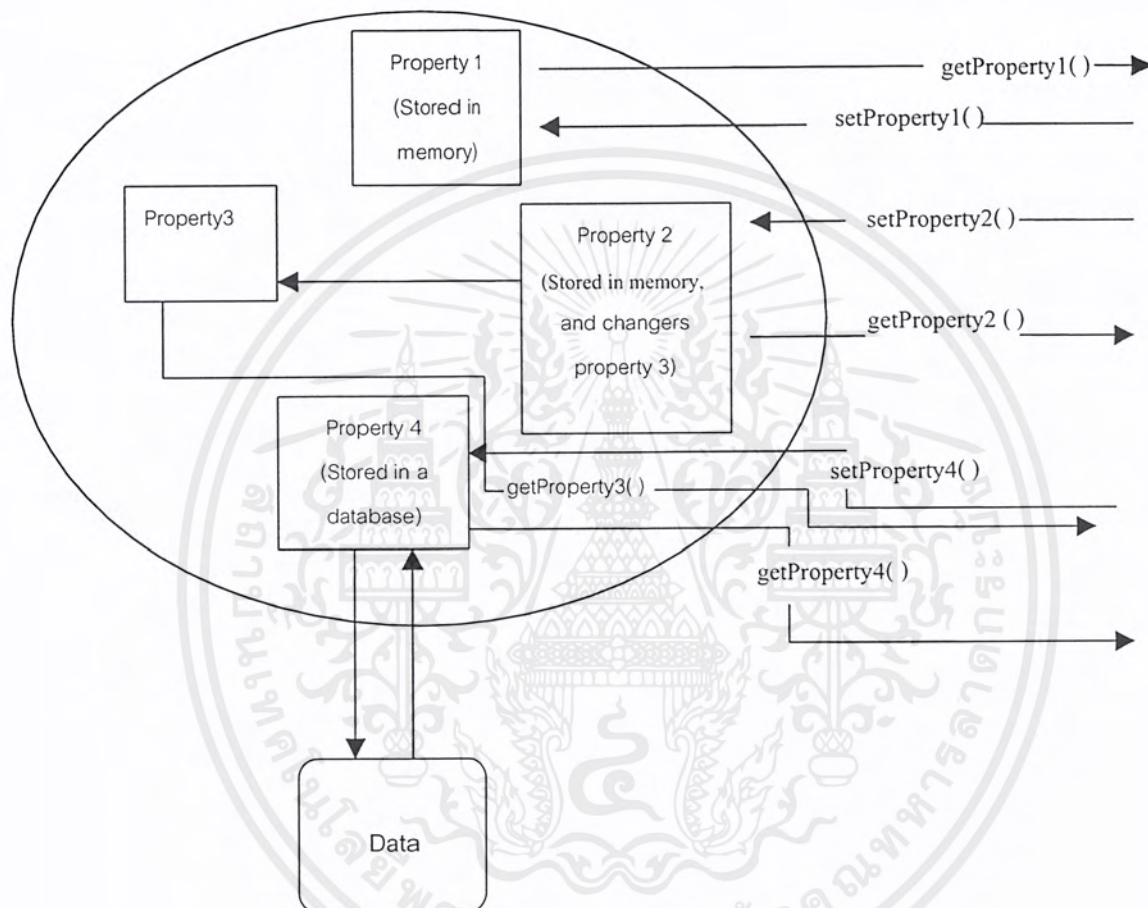 Property 1
(Stored in
memory)
getProperty1( )
setProperty1()
Property3
Property 2
(Stored in memory,
and changers
property 3)
setProperty2()
getProperty2 ( )
Property 4
(Stored in a
database)
getProperty3()
setProperty4()
getProperty4( )
Data